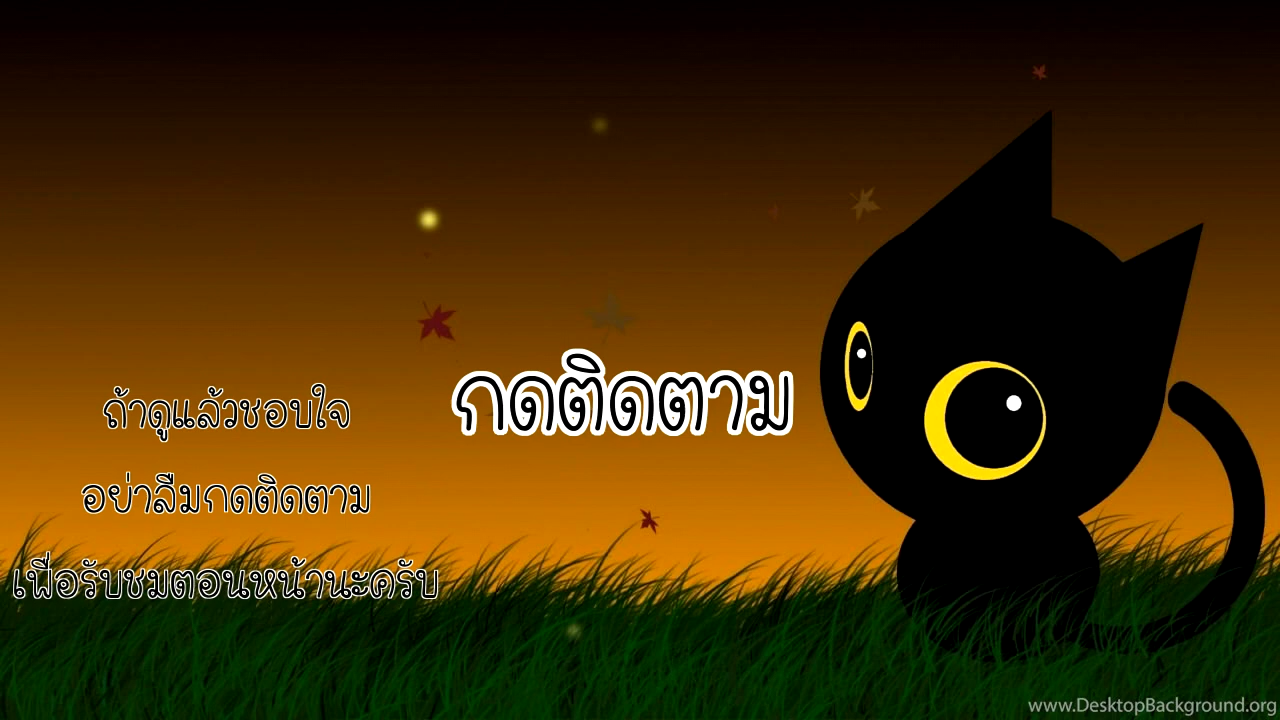 กดติดตาม
ถ้าดูแล้วชอบใจ
อย่าลืมกดติดตาม
เพื่อรับชมตอนหน้านะครับ
www.DesktopBackground.org